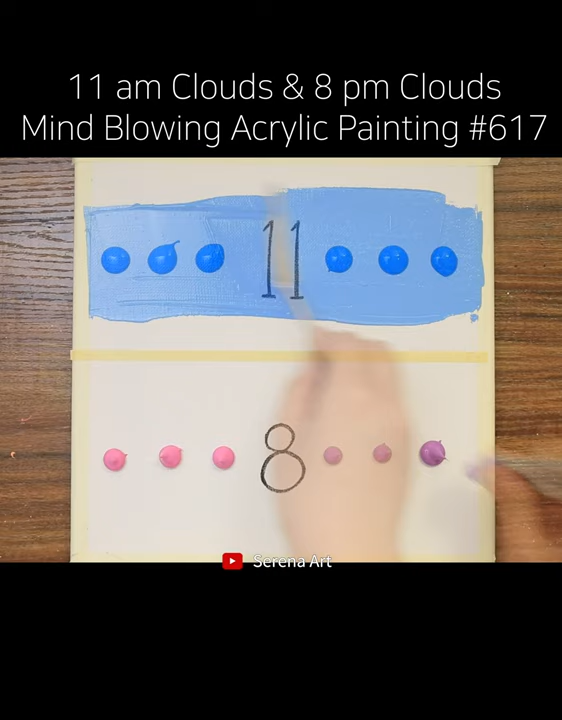 11 am Clouds & 8 pm Clouds
Mind Blowing Acrylic Painting #617
11
8
Serena Art